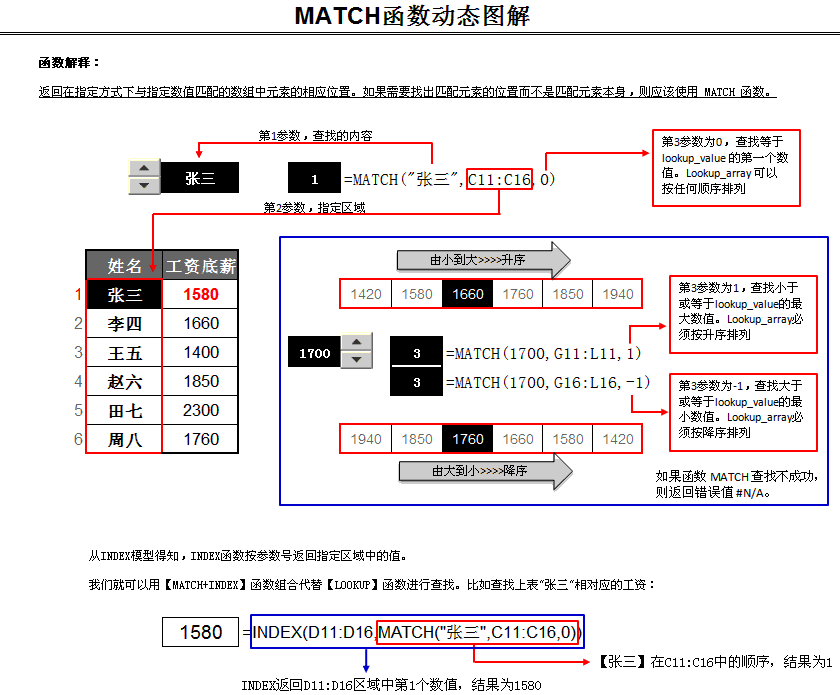 MATCH函数动态图解
函数解释：
返回在指定方式下与指定数值匹配的数组中元素的相应位置。如果需要找出匹配元素的位置而不是匹配元素本身，则应该使用 MATCH 函数。
第1参数，查找的内容
张三
1 =MATCH("张三",C11:C16,0)
第3参数为0，查找等于
lookup_value 的第一个数
值。Lookup_array 可以
按任何顺序排列
第2参数，指定区域
姓名 工资底薪
1 张三 1580
2 李四 1660
3 王五 1400
4 赵六 1850
5 田七 2300
6 周八 1760
由小到大>>>>升序
1420 1580 1660 1760 1850 1940
第3参数为1，查找小于
或等于lookup_value的最
大数值。Lookup_array必
须按升序排列
1700
3 =MATCH(1700,G11:L11,1)
3 =MATCH(1700,G16:L16,-1)
第3参数为-1，查找大于
或等于lookup_value的最
小数值。Lookup_array必
须按降序排列
1940 1850 1760 1660 1580 1420
由大到小>>>>降序
如果函数 MATCH 查找不成功，
则返回错误值 #N/A。
从INDEX模型得知，INDEX函数按参数号返回指定区域中的值。
我们就可以用【MATCH+INDEX】函数组合代替【LOOKUP】函数进行查找。比如查找上表"张三"相对应的工资：
1580 =INDEX(D11:D16,MATCH("张三",C11:C16,0))
【张三】在C11:C16中的顺序，结果为1
INDEX返回D11:D16区域中第1个数值，结果为1580